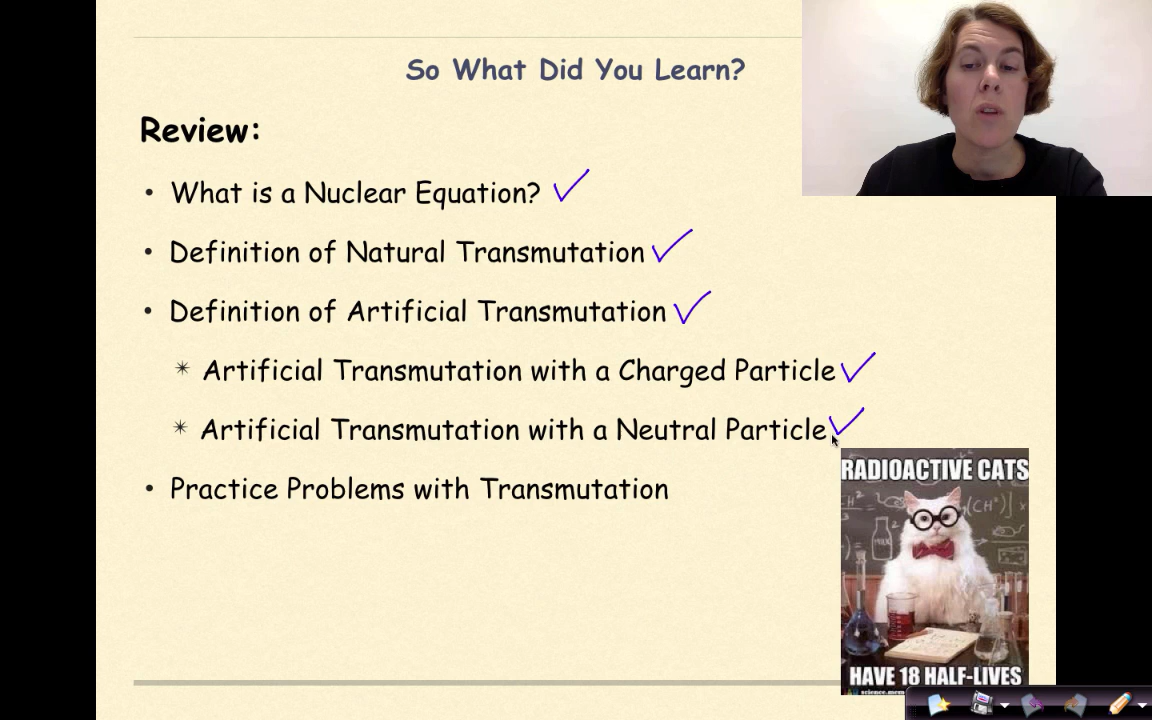 So What Did You Learn?
Review:
• What is a Nuclear Equation?
• Definition of Natural Transmutation
• Definition of Artificial Transmutation
✴ Artificial Transmutation with a Charged Particle
✴ Artificial Transmutation with a Neutral Particle
• Practice Problems with Transmutation
RADIOACTIVE CATS
MILK
HAVE 18 HALF-LIVES